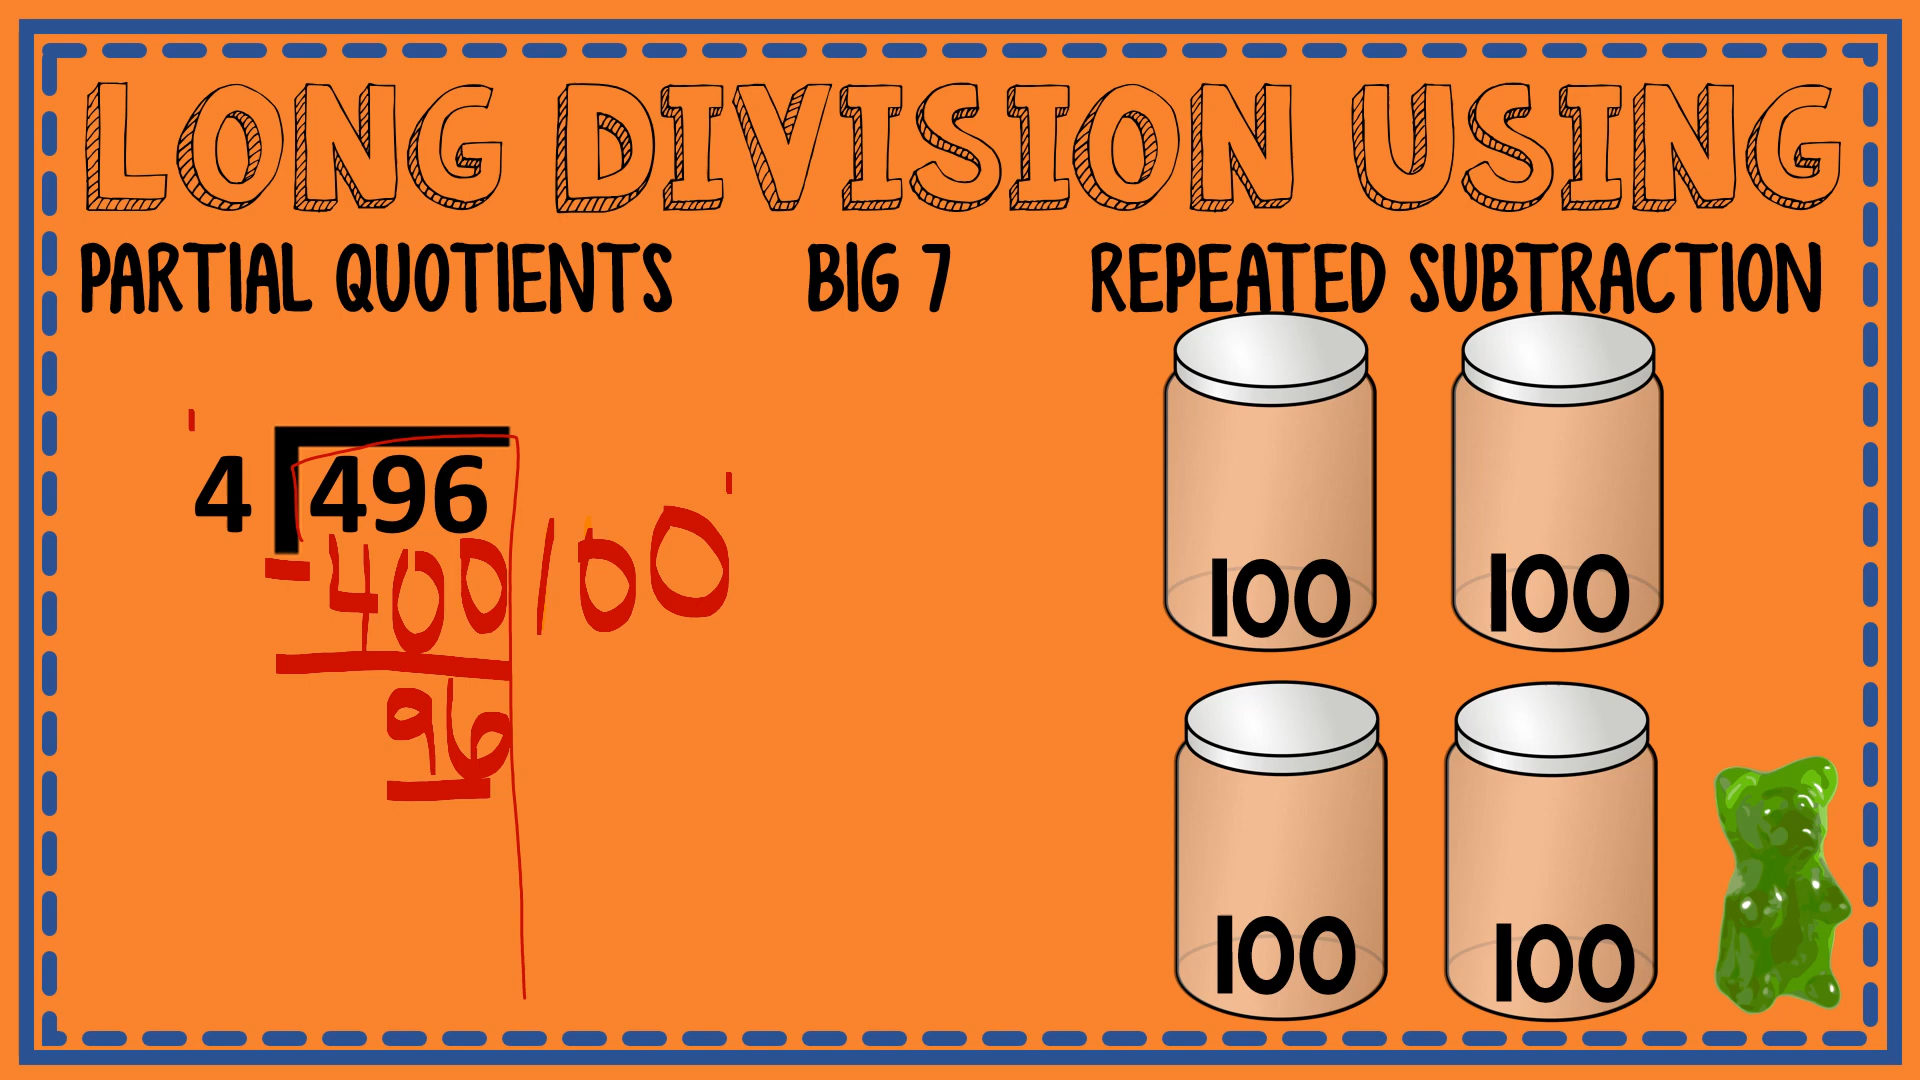 LONG DIVISION USING
PARTIAL QUOTIENTS BIG 7 REPEATED SUBTRACTION
4 496
-400 100
96
100 100
100 100